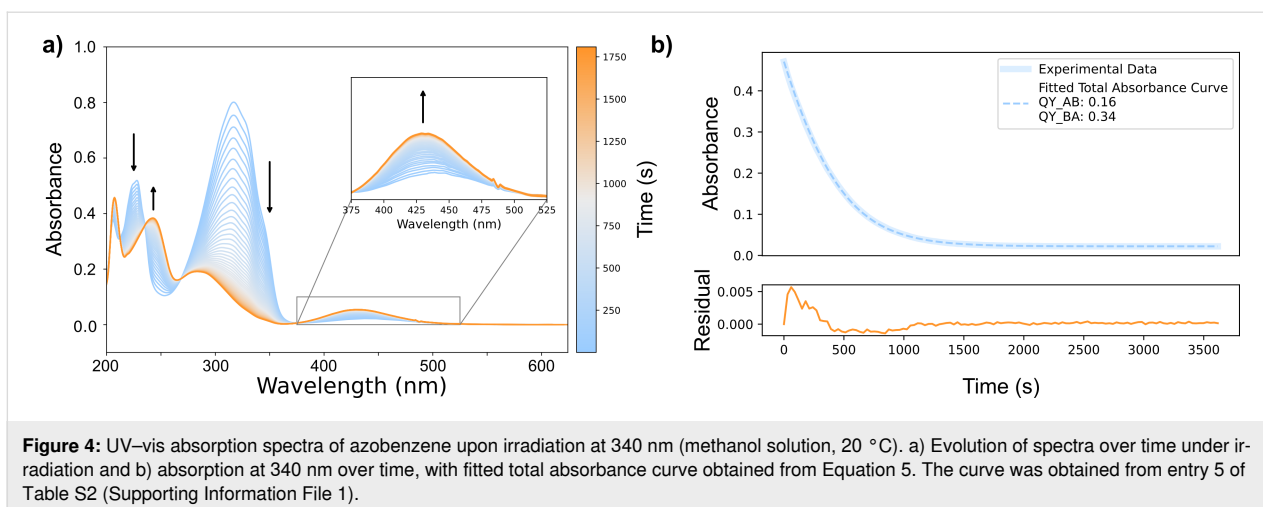 a)
1.0
0.8
0.6
0.4
0.2
0.0
Absorbance
200 300 400 500 600
Wavelength (nm)
375 400 425 450 475 500 525
Wavelength (nm)
1750
1500
1250
1000
750
500
250
Time (s)
b)
0.4
0.3
0.2
0.1
0.0
Absorbance
Experimental Data
Fitted Total Absorbance Curve
QY_AB: 0.16
QY_BA: 0.34
0.005
0.000
Residual
0 500 1000 1500 2000 2500 3000 3500
Time (s)
Figure 4: UV–vis absorption spectra of azobenzene upon irradiation at 340 nm (methanol solution, 20 °C). a) Evolution of spectra over time under ir-
radiation and b) absorption at 340 nm over time, with fitted total absorbance curve obtained from Equation 5. The curve was obtained from entry 5 of
Table S2 (Supporting Information File 1).